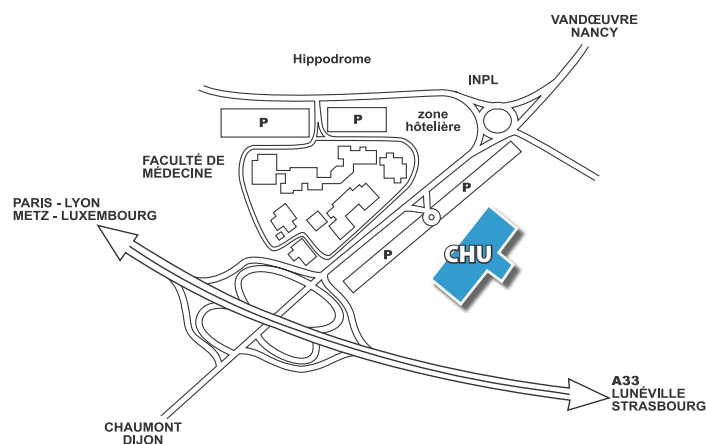 VANDŒUVRE
NANCY
Hippodrome
INPL
P
P
zone
hôtelière
FACULTÉ DE
MÉDECINE
P
PARIS - LYON
METZ - LUXEMBOURG
CHU
P
A33
LUNÉVILLE
STRASBOURG
CHAUMONT
DIJON